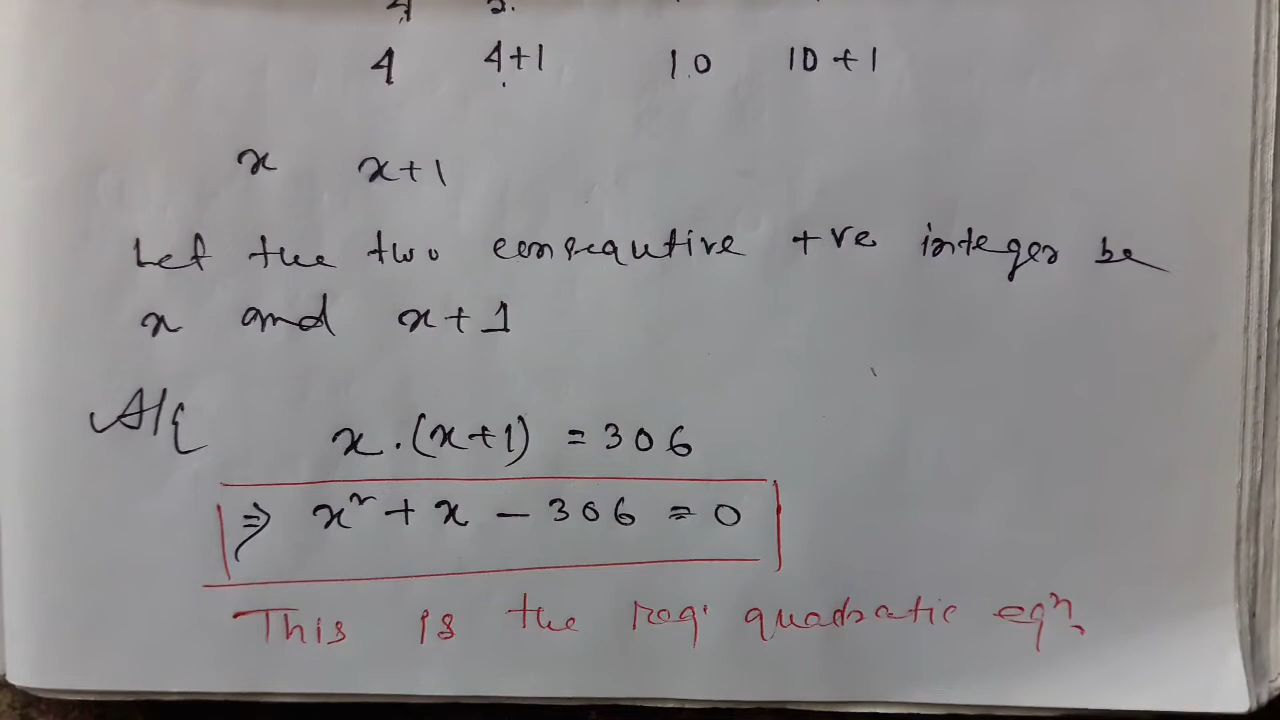 4 4+1 10 10+1
x x+1
Let the two consequtive +ve integer be
x and x+1
A/q x.(x+1) = 306
⇒ x² + x - 306 = 0
This is the req. quadratic eqn.